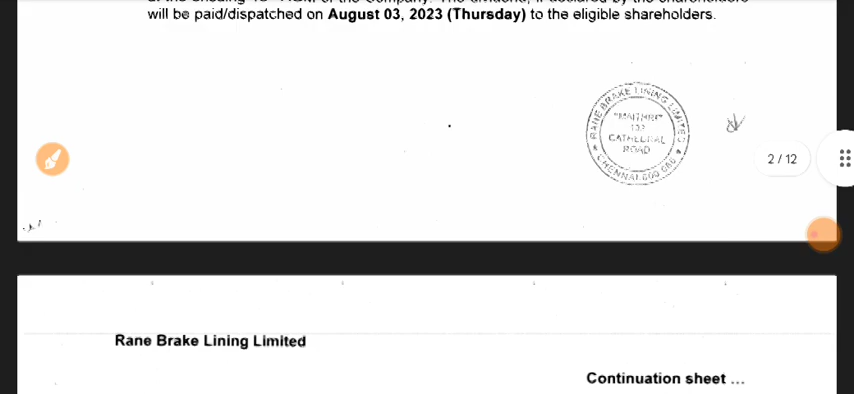 will be paid/dispatched on August 03, 2023 (Thursday) to the eligible shareholders.
RANE BRAKE LINING LIMITED
"MAITHRI"
132
CATHEDRAL
ROAD
CHENNAI-600 086
2 / 12
Rane Brake Lining Limited
Continuation sheet ...